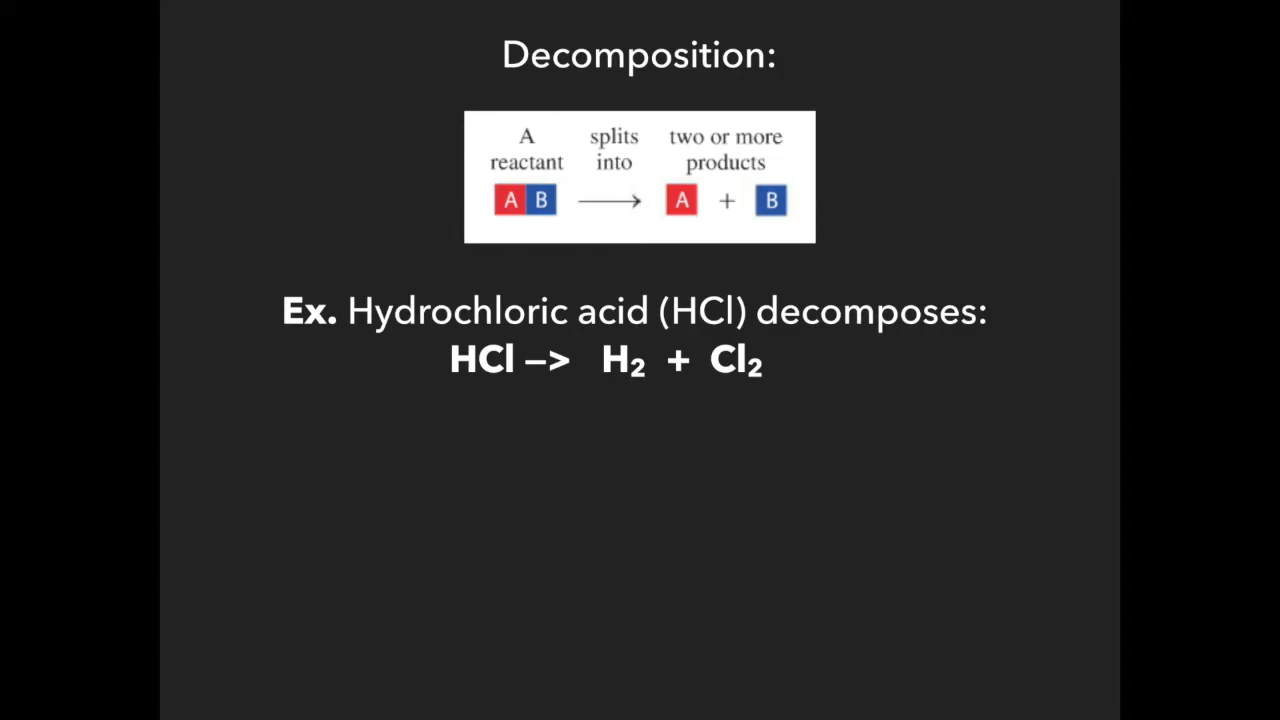 Decomposition:
A splits two or more
reactant into products
A B ⟶ A + B
Ex. Hydrochloric acid (HCl) decomposes:
HCl –> H₂ + Cl₂